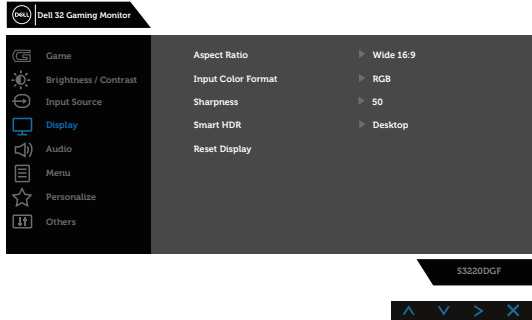 DELL Dell 32 Gaming Monitor
Game
Aspect Ratio Wide 16:9
Brightness / Contrast
Input Color Format RGB
Input Source
Sharpness 50
Display
Smart HDR Desktop
Audio
Reset Display
Menu
Personalize
Others
S3220DGF